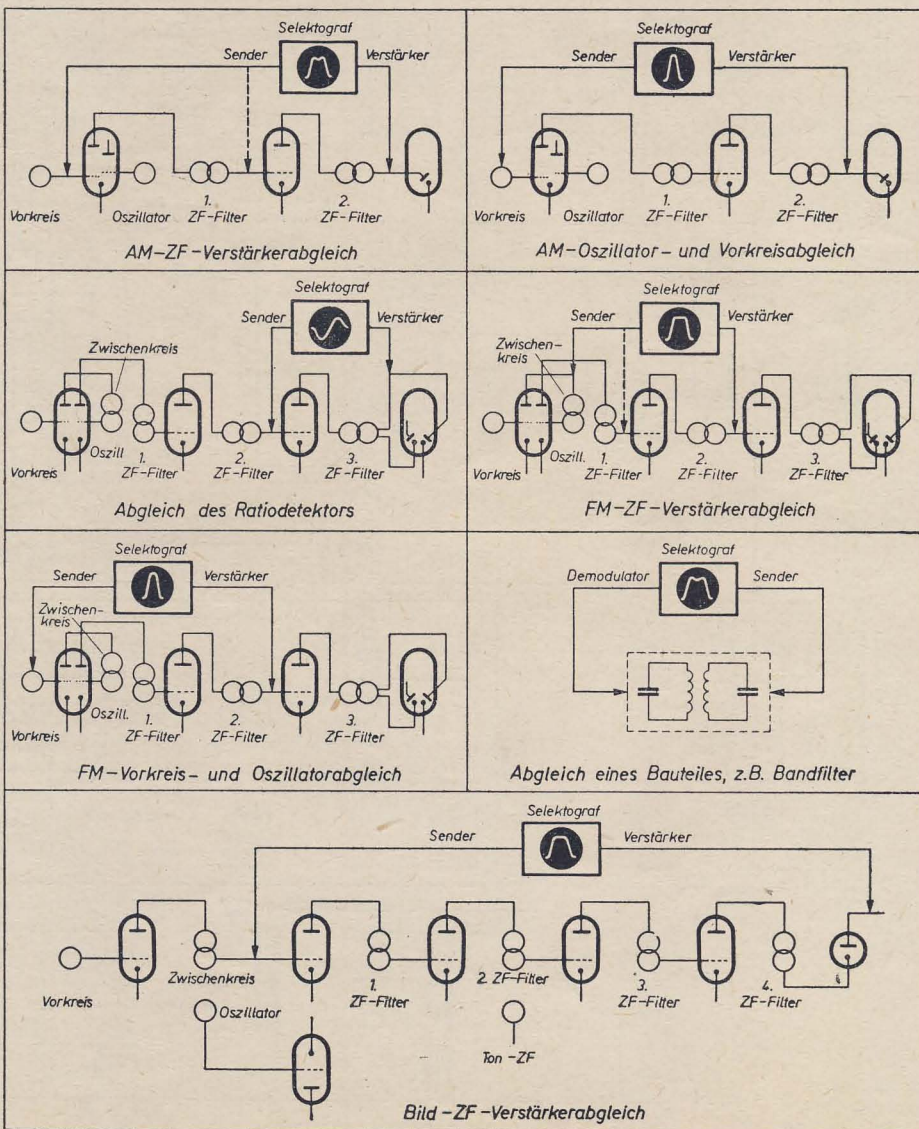 Selektograf
Sender
Verstärker
Vorkreis
Oszillator
1.
ZF-Filter
2.
ZF-Filter
AM-ZF-Verstärkerabgleich
Selektograf
Sender
Verstärker
Vorkreis
Oszillator
1.
ZF-Filter
2.
ZF-Filter
AM-Oszillator- und Vorkreisabgleich
Selektograf
Sender
Verstärker
Zwischenkreis
Vorkreis
Oszill
1.
ZF-Filter
2.
ZF-Filter
3.
ZF-Filter
Abgleich des Ratiodetektors
Selektograf
Sender
Verstärker
Zwischen-
kreis
Vorkreis
Oszill.
1.
ZF-Filter
2.
ZF-Filter
3.
ZF-Filter
FM-ZF-Verstärkerabgleich
Selektograf
Sender
Verstärker
Zwischen-
kreis
Vorkreis
Oszill.
1.
ZF-Filter
2.
ZF-Filter
3.
ZF-Filter
FM-Vorkreis- und Oszillatorabgleich
Selektograf
Demodulator
Sender
Abgleich eines Bauteiles, z.B. Bandfilter
Selektograf
Sender
Verstärker
Vorkreis
Zwischenkreis
Oszillator
1.
ZF-Filter
2. ZF-Filter
Ton-ZF
3.
ZF-Filter
4.
ZF-Filter
Bild-ZF-Verstärkerabgleich